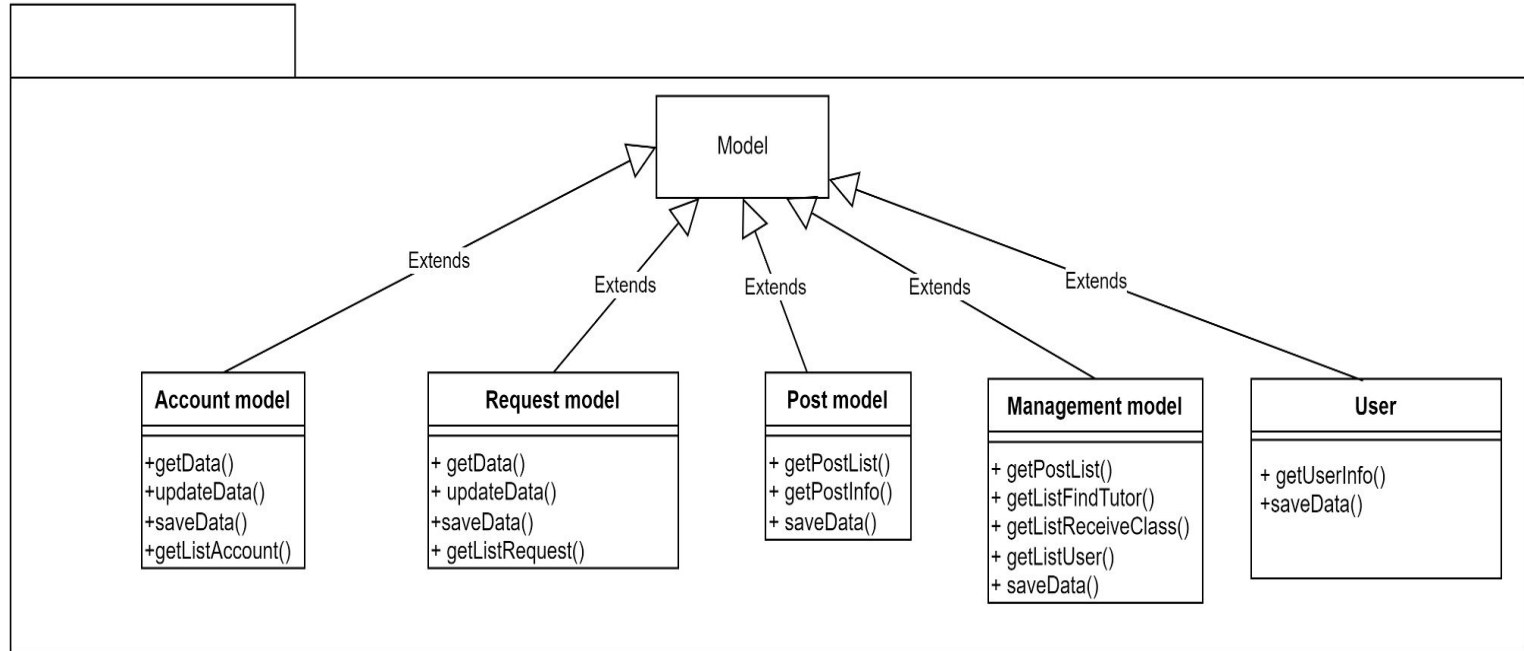 Model
Extends
Extends
Extends
Extends
Extends
Account model
+getData()
+updateData()
+saveData()
+getListAccount()
Request model
+ getData()
+ updateData()
+saveData()
+ getListRequest()
Post model
+ getPostList()
+ getPostInfo()
+ saveData()
Management model
+ getPostList()
+ getListFindTutor()
+ getListReceiveClass()
+ getListUser()
+ saveData()
User
+ getUserInfo()
+saveData()